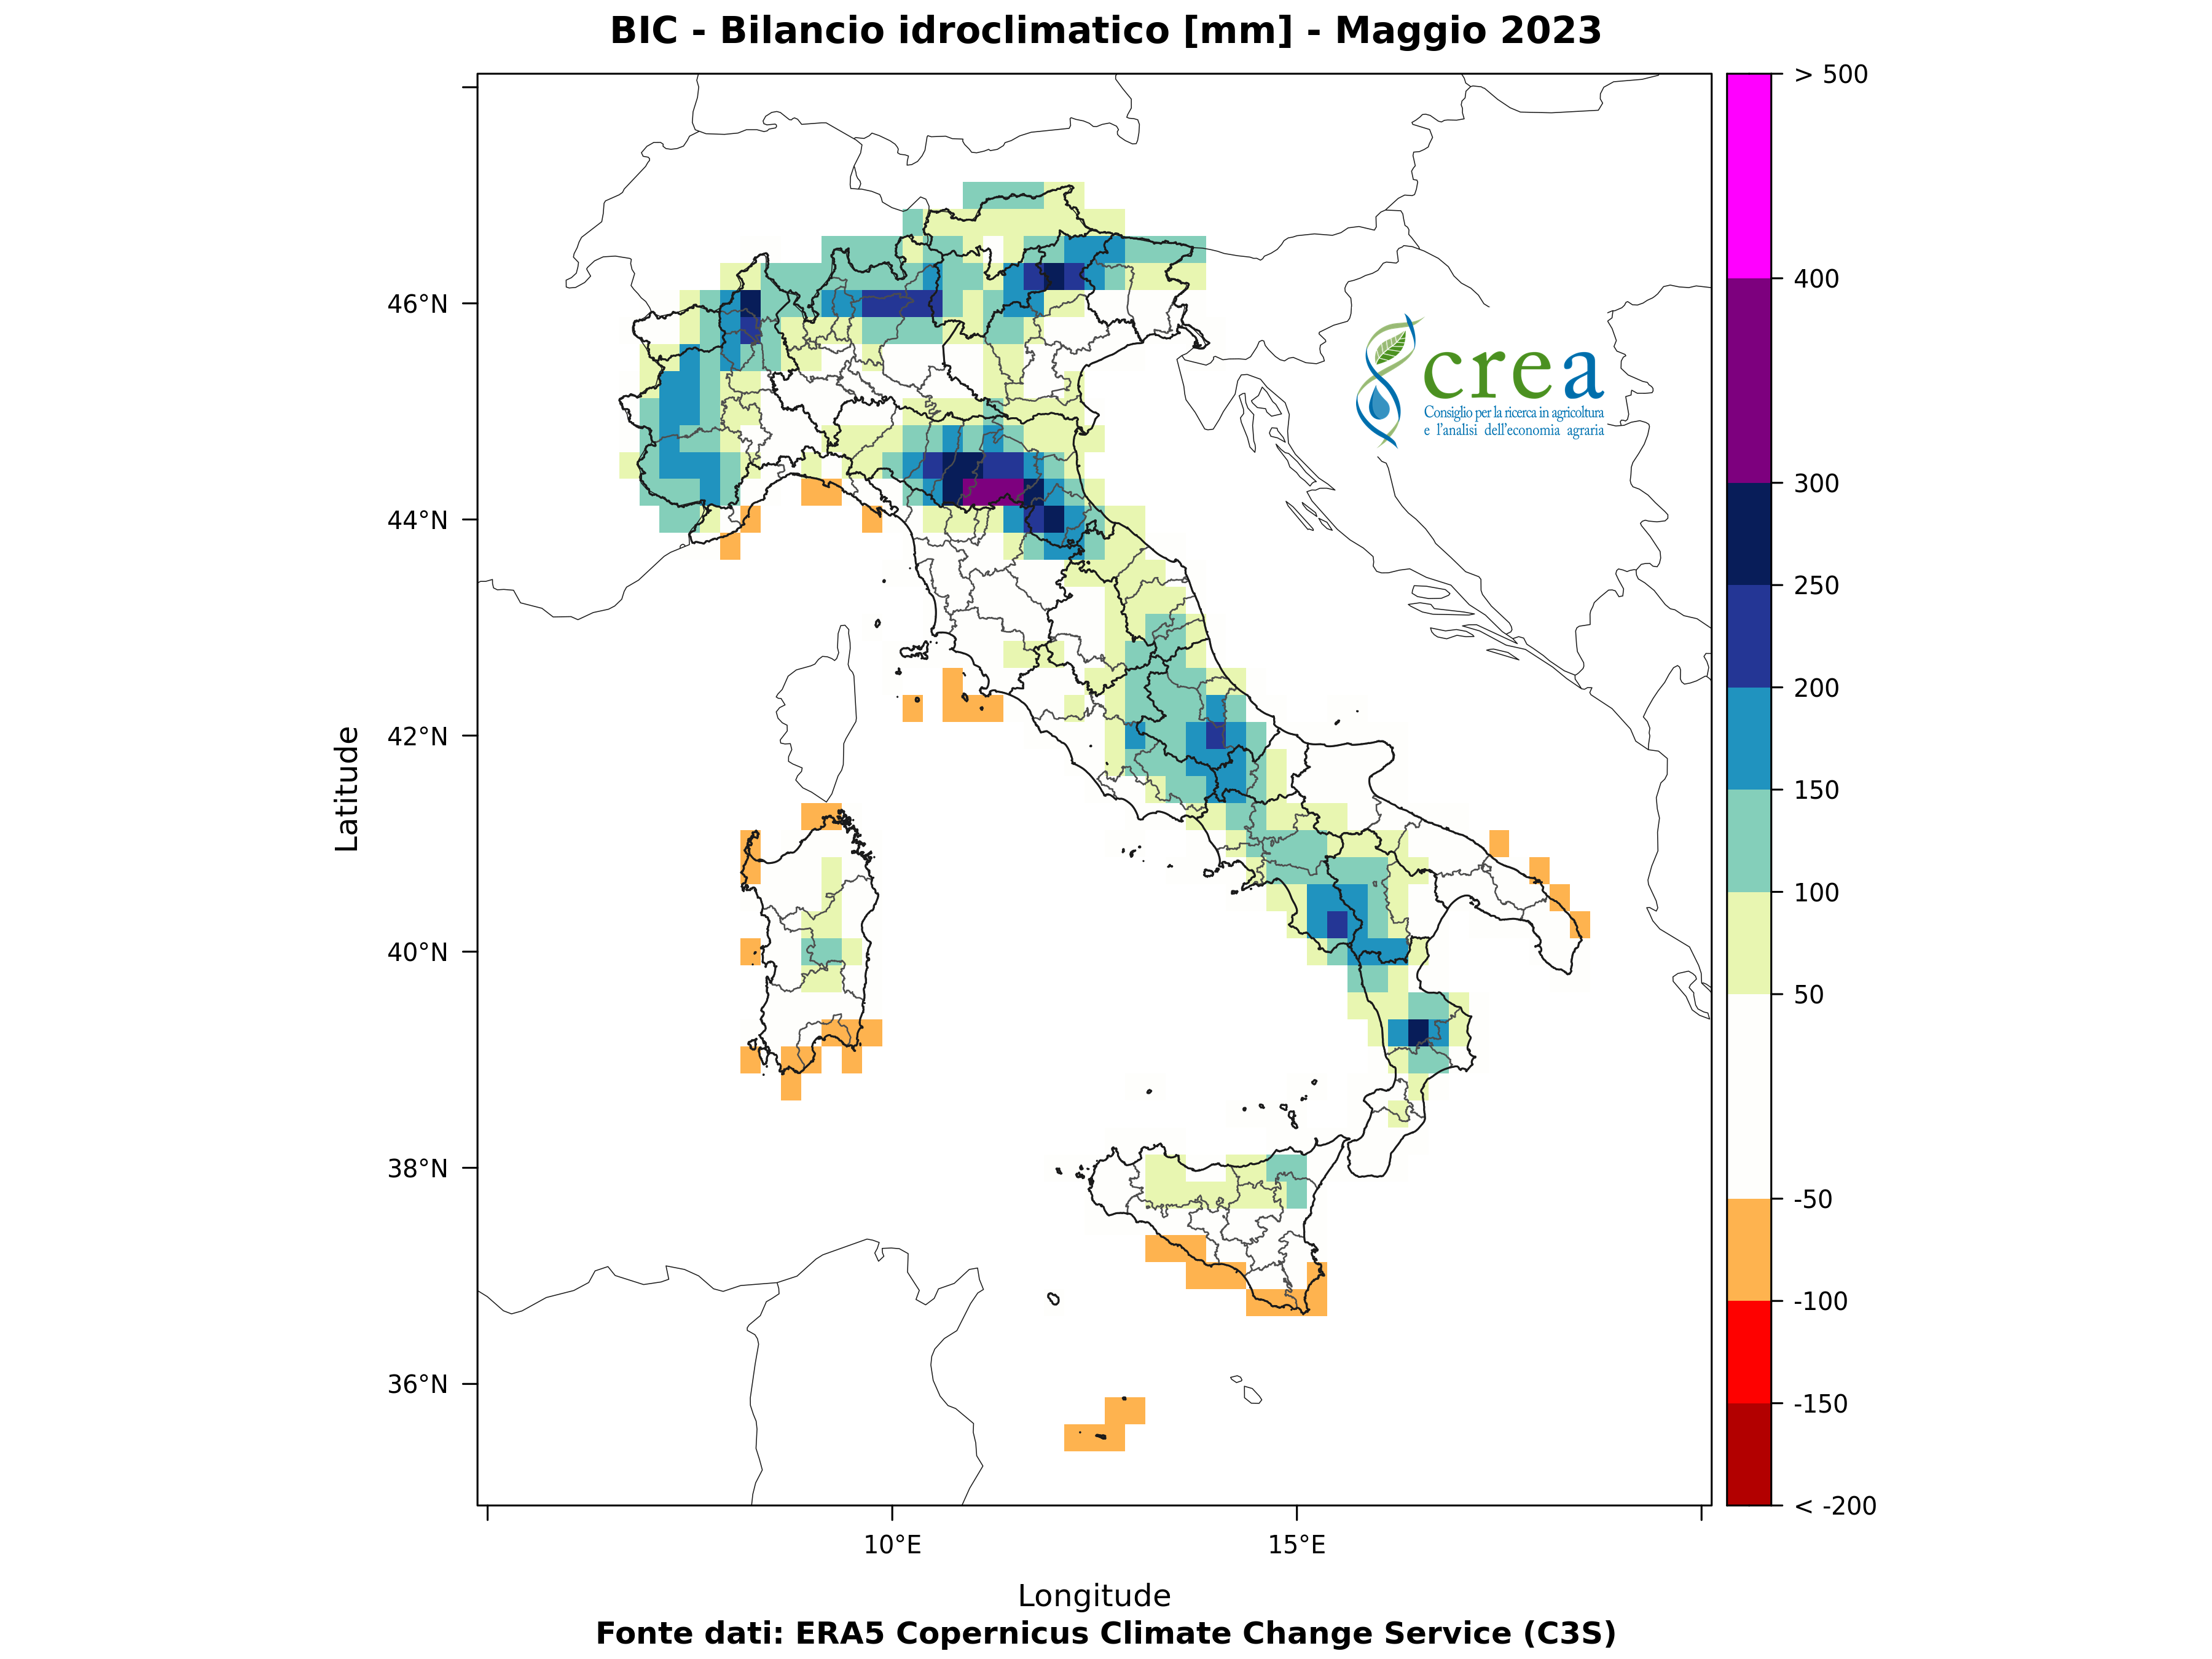 BIC - Bilancio idroclimatico [mm] - Maggio 2023
> 500
400
300
250
200
150
100
50
-50
-100
-150
< -200
46°N
44°N
42°N
40°N
38°N
36°N
Latitude
crea
Consiglio per la ricerca in agricoltura
e l'analisi dell'economia agraria
10°E
15°E
Longitude
Fonte dati: ERA5 Copernicus Climate Change Service (C3S)